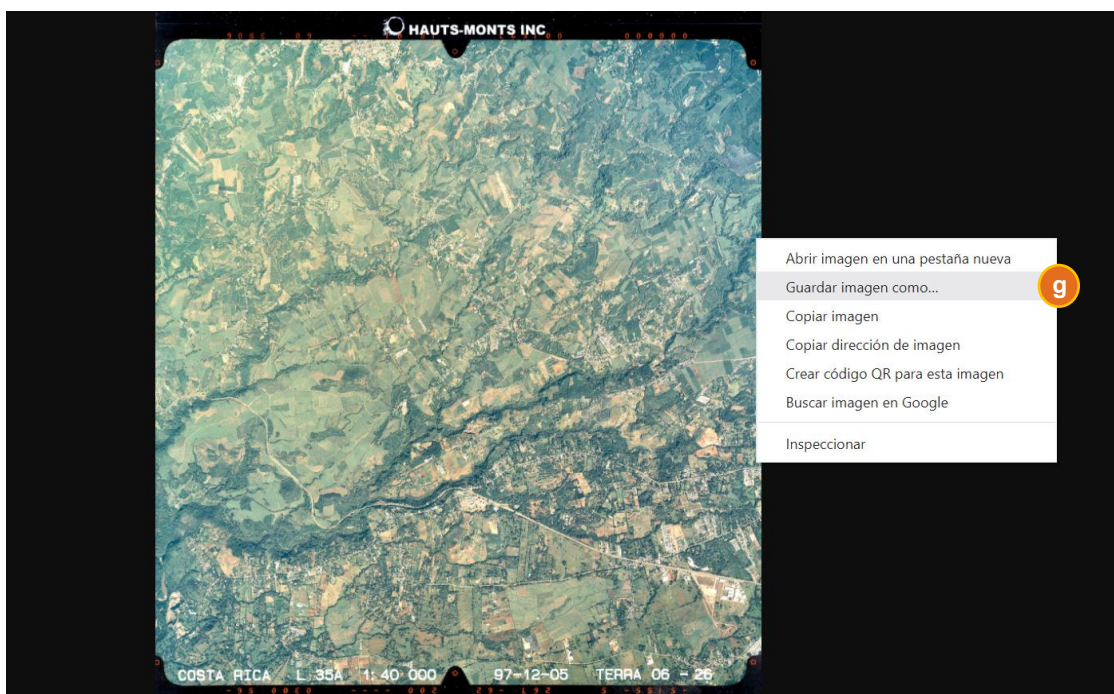 HAUTS-MONTS INC
Abrir imagen en una pestaña nueva
Guardar imagen como...
g
Copiar imagen
Copiar dirección de imagen
Crear código QR para esta imagen
Buscar imagen en Google
Inspeccionar
COSTA RICA L.35A 1:40 000 97-12-05 TERRA 06 - 26